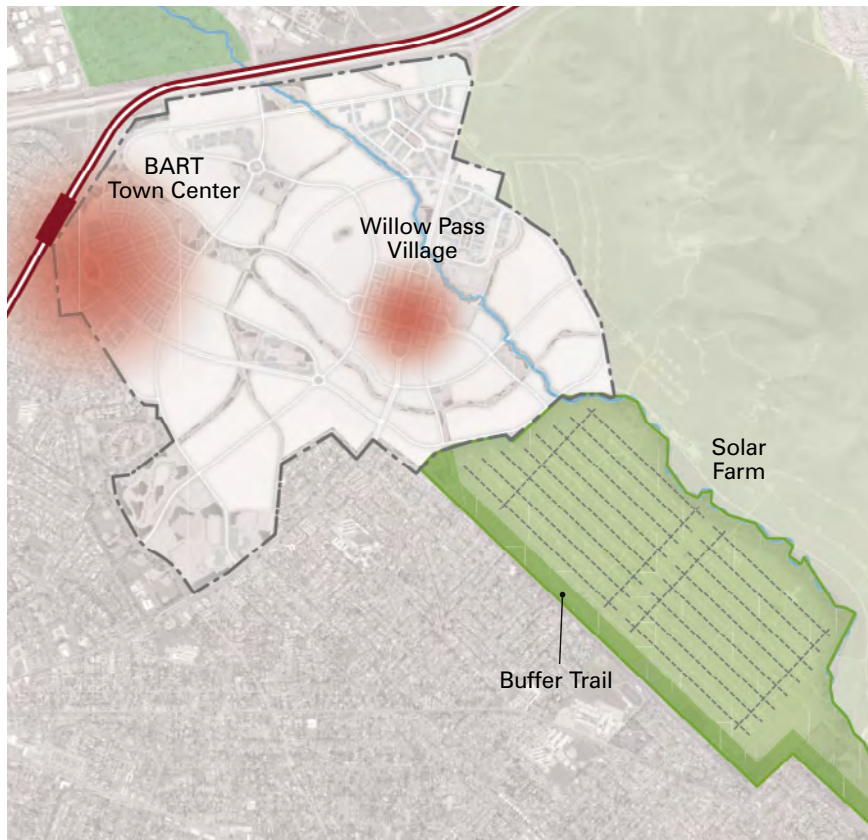 BART
Town Center
Willow Pass
Village
Solar
Farm
Buffer Trail